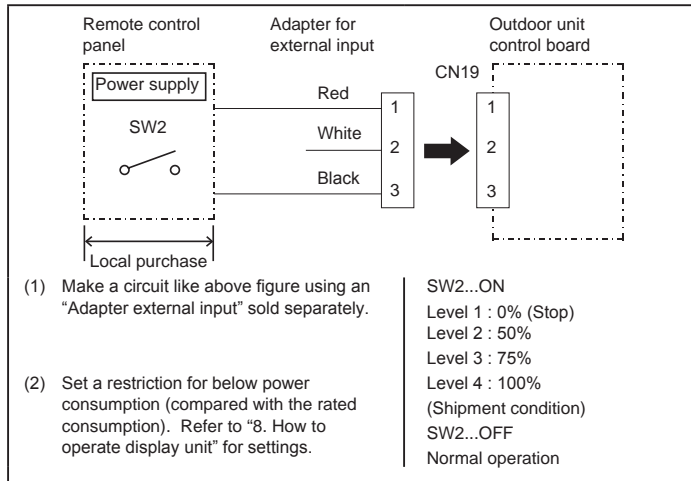 Remote control
panel
Adapter for
external input
Outdoor unit
control board
Power supply
CN19
SW2
Red
White
Black
1
2
3
1
2
3
Local purchase
(1) Make a circuit like above figure using an
“Adapter external input” sold separately.
(2) Set a restriction for below power
consumption (compared with the rated
consumption). Refer to “8. How to
operate display unit” for settings.
SW2...ON
Level 1 : 0% (Stop)
Level 2 : 50%
Level 3 : 75%
Level 4 : 100%
(Shipment condition)
SW2...OFF
Normal operation